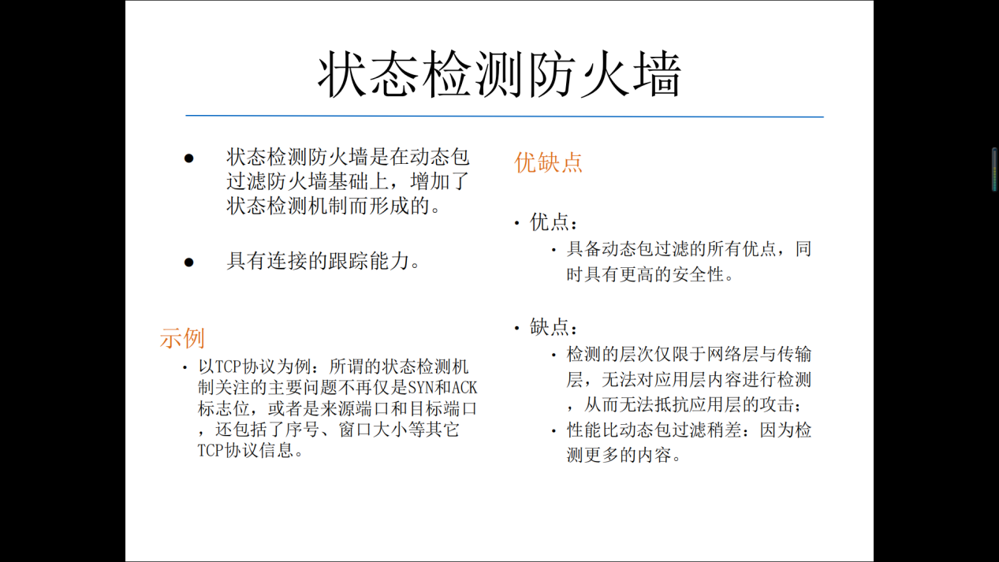 状态检测防火墙
● 状态检测防火墙是在动态包
过滤防火墙基础上，增加了
状态检测机制而形成的。
● 具有连接的跟踪能力。
示例
• 以TCP协议为例：所谓的状态检测机
制关注的主要问题不再仅是SYN和ACK
标志位，或者是来源端口和目标端口
，还包括了序号、窗口大小等其它
TCP协议信息。
优缺点
• 优点：
• 具备动态包过滤的所有优点，同
时具有更高的安全性。
• 缺点：
• 检测的层次仅限于网络层与传输
层，无法对应用层内容进行检测
，从而无法抵抗应用层的攻击；
• 性能比动态包过滤稍差：因为检
测更多的内容。